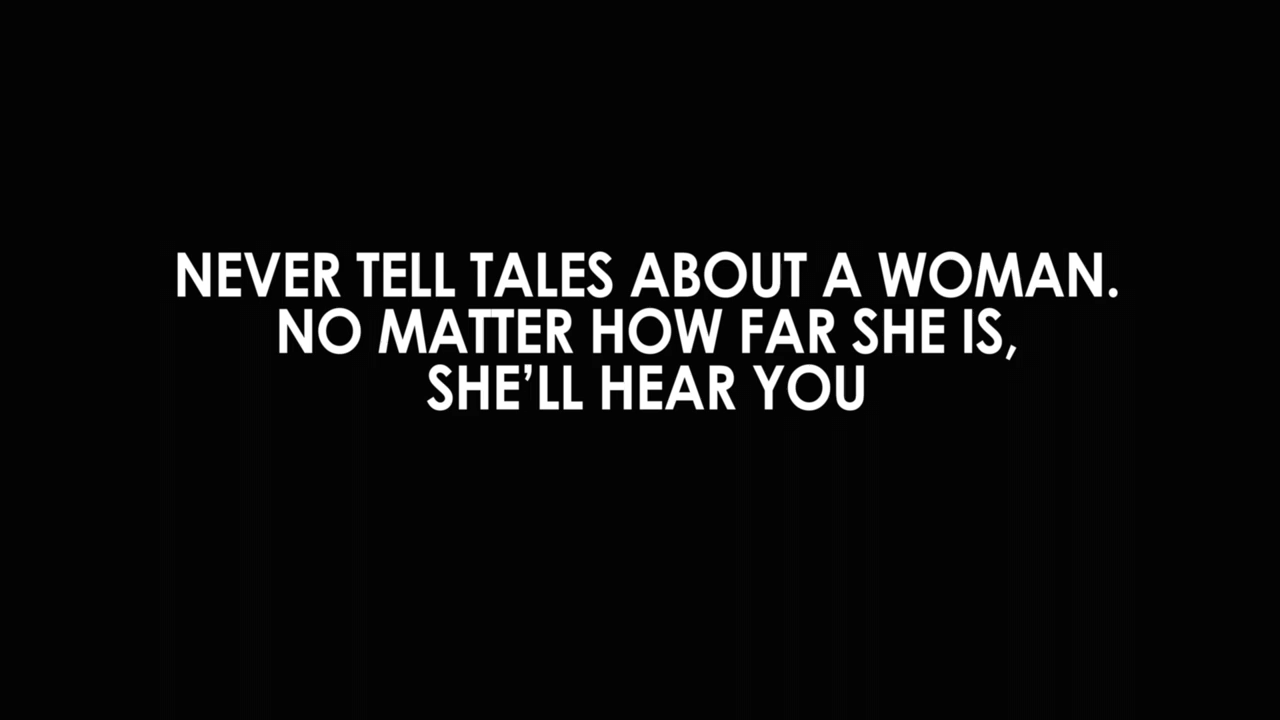 NEVER TELL TALES ABOUT A WOMAN.
NO MATTER HOW FAR SHE IS,
SHE’LL HEAR YOU